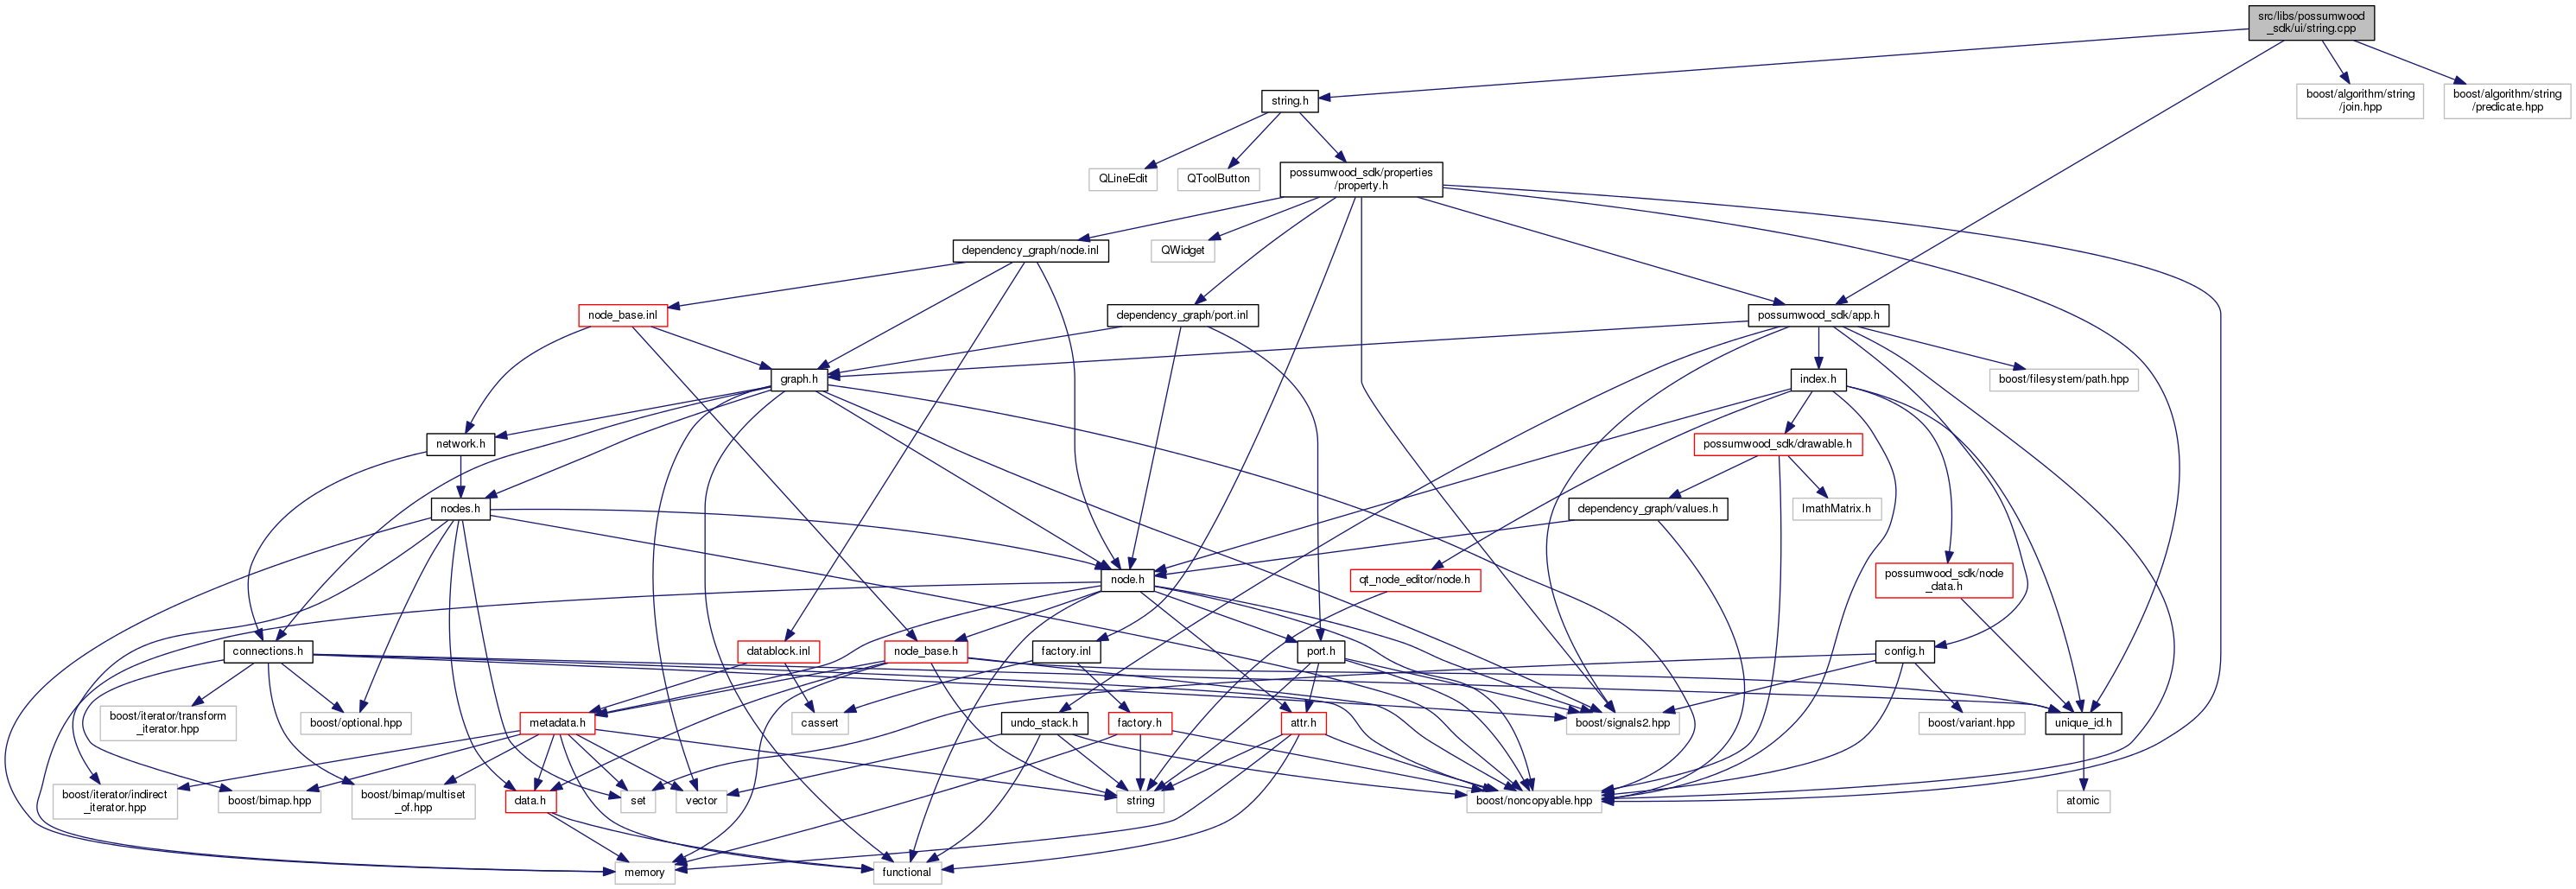 src/libs/possumwood
_sdk/ui/string.cpp
string.h
boost/algorithm/string
/join.hpp
boost/algorithm/string
/predicate.hpp
QLineEdit
QToolButton
possumwood_sdk/properties
/property.h
dependency_graph/node.inl
QWidget
node_base.inl
dependency_graph/port.inl
possumwood_sdk/app.h
graph.h
index.h
boost/filesystem/path.hpp
network.h
possumwood_sdk/drawable.h
nodes.h
dependency_graph/values.h
ImathMatrix.h
node.h
qt_node_editor/node.h
possumwood_sdk/node
_data.h
connections.h
datablock.inl
node_base.h
factory.inl
port.h
config.h
boost/iterator/transform
_iterator.hpp
boost/optional.hpp
metadata.h
cassert
undo_stack.h
factory.h
attr.h
boost/signals2.hpp
boost/variant.hpp
unique_id.h
boost/iterator/indirect
_iterator.hpp
boost/bimap.hpp
boost/bimap/multiset
_of.hpp
data.h
set
vector
string
boost/noncopyable.hpp
atomic
memory
functional